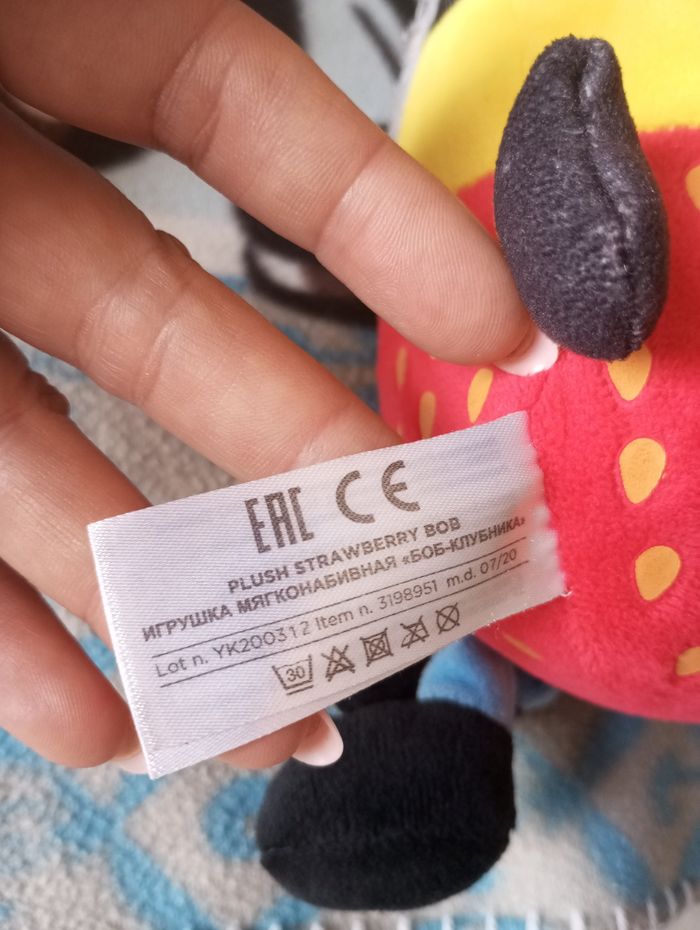 EAC CE
PLUSH STRAWBERRY BOB
ИГРУШКА МЯГКОНАБИВНАЯ «БОБ-КЛУБНИКА»
Lot n. YK200312 Item n. 3198951 m.d. 07/20
30